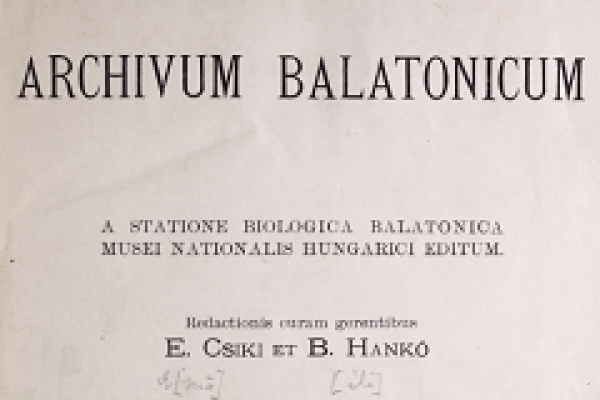 ARCHIVUM BALATONICUM
A STATIONE BIOLOGICA BALATONICA
MUSEI NATIONALIS HUNGARICI EDITUM.
Redactionis curam gerentibus
E. CSIKI ET B. HANKÓ